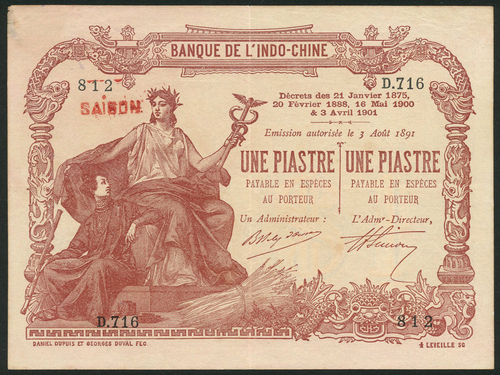 BANQUE DE L'INDO-CHINE
812 D.716
SAIGON
Décrets des 21 Janvier 1875,
20 Février 1888, 16 Mai 1900
& 3 Avril 1901
Emission autorisée le 3 Août 1891
UNE PIASTRE UNE PIASTRE
PAYABLE EN ESPÈCES PAYABLE EN ESPÈCES
AU PORTEUR AU PORTEUR
Un Administrateur : L'Admr-Directeur,
D.716 812
DANIEL DUPUIS ET GEORGES DUVAL FEC. A LEVEILLE SC